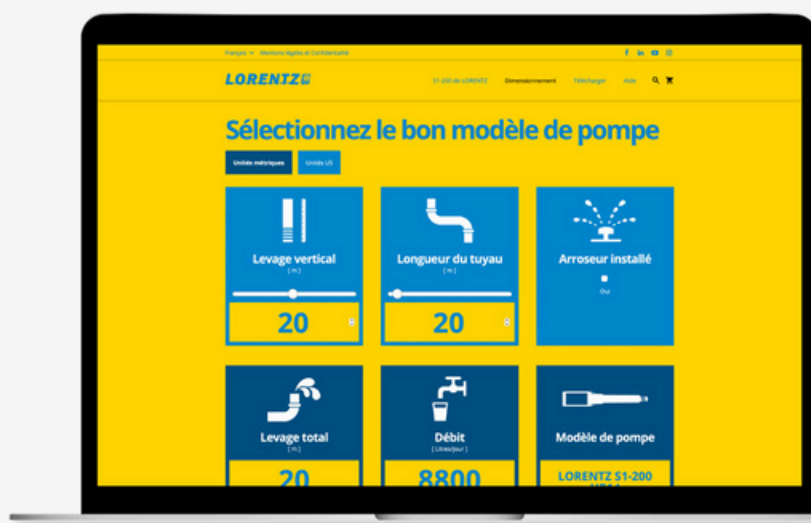 Français Mentions légales et Confidentialité
LORENTZ
S1-200 de LORENTZ Dimensionnement Télécharger Aide
Sélectionnez le bon modèle de pompe
Unités métriques Unités US
Levage vertical
[ m ]
20
Longueur du tuyau
[ m ]
20
Arroseur installé
Oui
Levage total
[ m ]
20
Débit
[ Litres/jour ]
8800
Modèle de pompe
LORENTZ S1-200